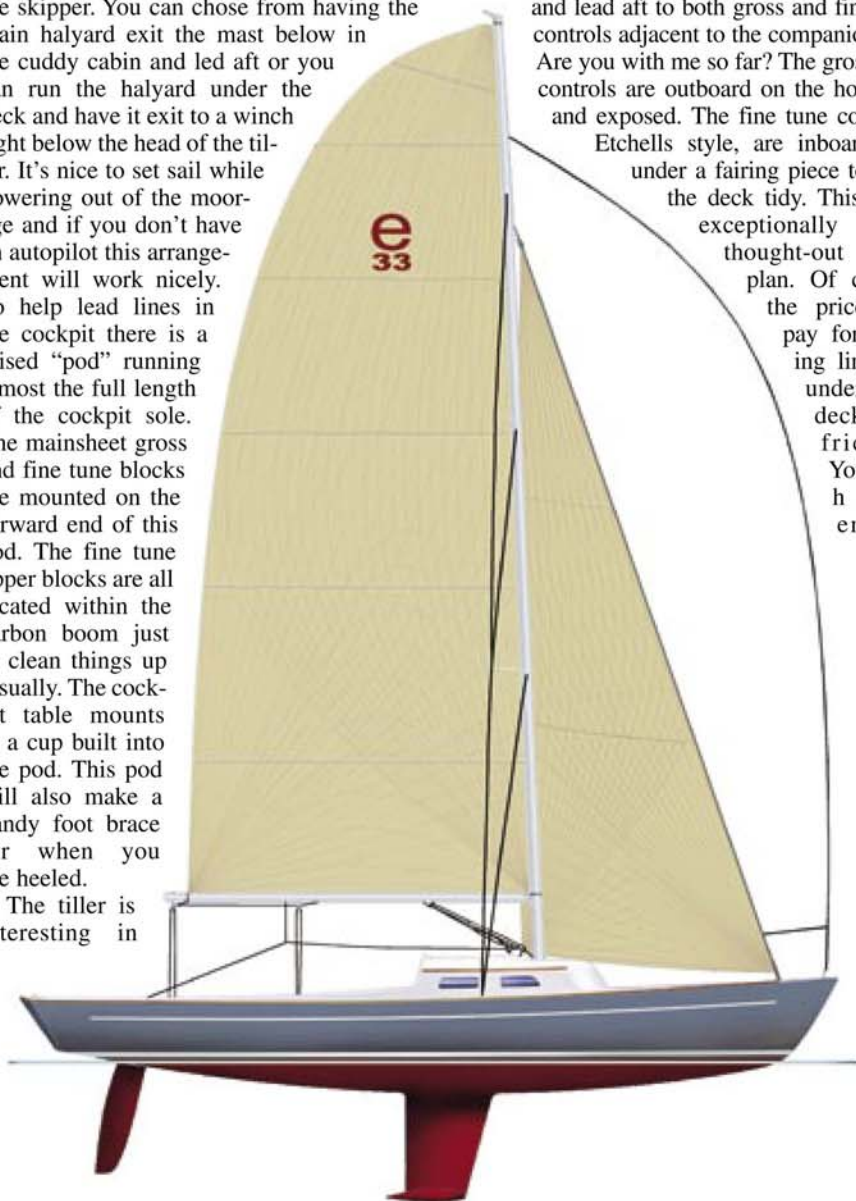 e skipper. You can chose from having the
ain halyard exit the mast below in
e cuddy cabin and led aft or you
n run the halyard under the
eck and have it exit to a winch
ght below the head of the til-
r. It's nice to set sail while
owering out of the moor-
ge and if you don't have
n autopilot this arrange-
ent will work nicely.
o help lead lines in
e cockpit there is a
ised “pod” running
most the full length
f the cockpit sole.
he mainsheet gross
nd fine tune blocks
e mounted on the
rward end of this
od. The fine tune
pper blocks are all
cated within the
arbon boom just
clean things up
sually. The cock-
t table mounts
a cup built into
e pod. This pod
ill also make a
andy foot brace
r when you
e heeled.
The tiller is
teresting in
e
33
and lead aft to both gross and fin
controls adjacent to the companio
Are you with me so far? The gros
controls are outboard on the ho
and exposed. The fine tune co
Etchells style, are inboar
under a fairing piece to
the deck tidy. This
exceptionally
thought-out
plan. Of c
the price
pay for
ing lin
under
deck
fric
Yo
h
er